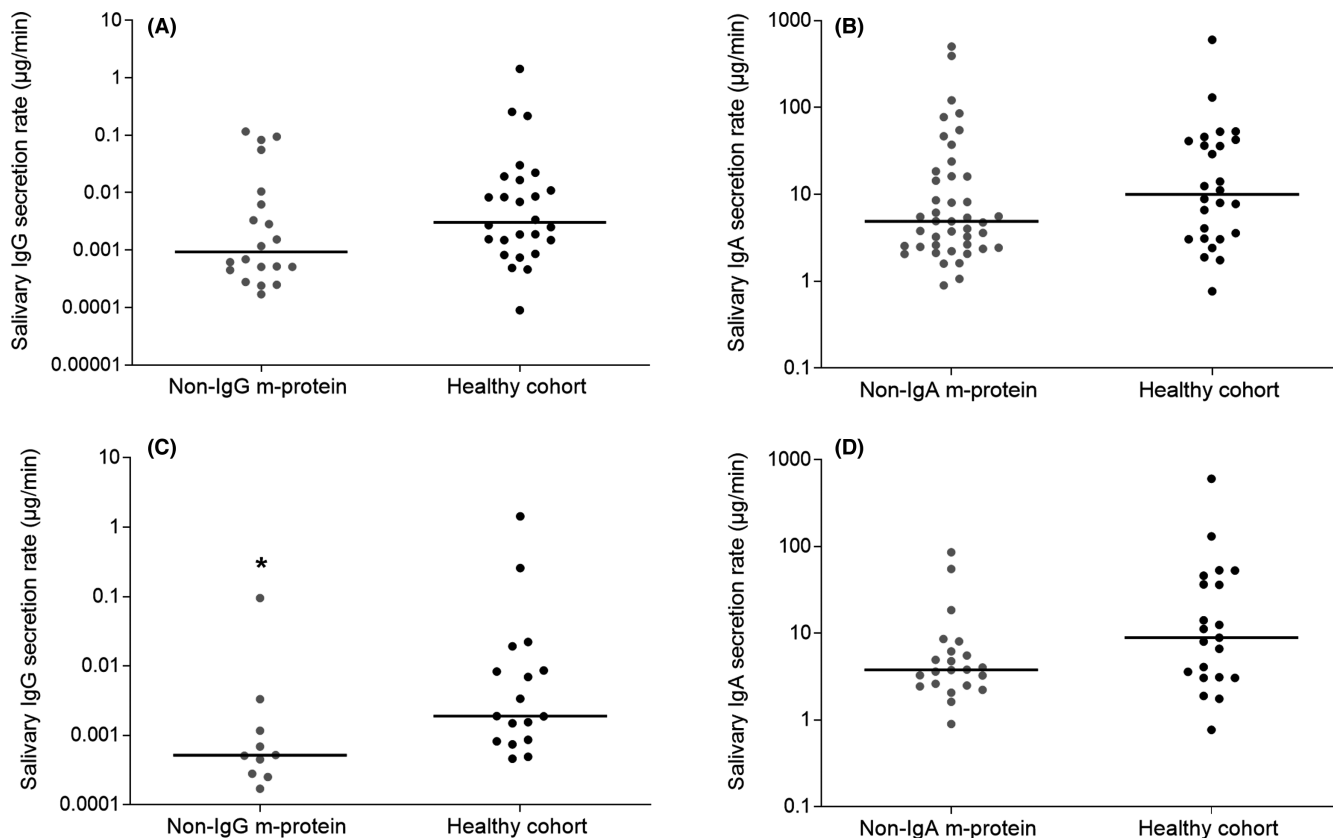 (A)
Salivary IgG secretion rate (µg/min)
10
1
0.1
0.01
0.001
0.0001
0.00001
Non-IgG m-protein Healthy cohort
(B)
Salivary IgA secretion rate (µg/min)
1000
100
10
1
0.1
Non-IgA m-protein Healthy cohort
(C)
Salivary IgG secretion rate (µg/min)
10
1
*
0.1
0.01
0.001
0.0001
Non-IgG m-protein Healthy cohort
(D)
Salivary IgA secretion rate (µg/min)
1000
100
10
1
0.1
Non-IgA m-protein Healthy cohort